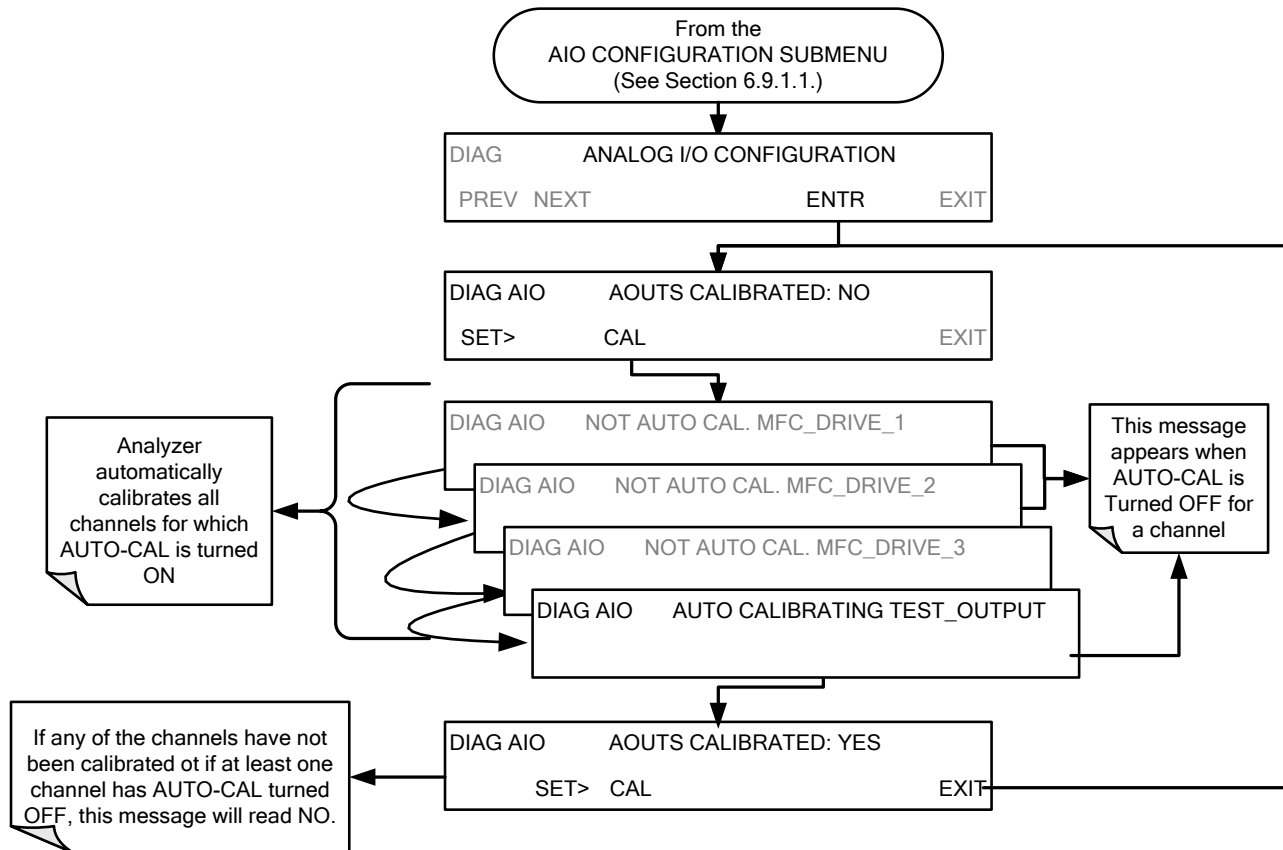 From the
AIO CONFIGURATION SUBMENU
(See Section 6.9.1.1.)
DIAG ANALOG I/O CONFIGURATION
PREV NEXT ENTR EXIT
DIAG AIO AOUTS CALIBRATED: NO
SET> CAL EXIT
DIAG AIO NOT AUTO CAL. MFC_DRIVE_1
DIAG AIO NOT AUTO CAL. MFC_DRIVE_2
DIAG AIO NOT AUTO CAL. MFC_DRIVE_3
DIAG AIO AUTO CALIBRATING TEST_OUTPUT
Analyzer
automatically
calibrates all
channels for which
AUTO-CAL is turned
ON
This message
appears when
AUTO-CAL is
Turned OFF for
a channel
DIAG AIO AOUTS CALIBRATED: YES
SET> CAL EXIT
If any of the channels have not
been calibrated ot if at least one
channel has AUTO-CAL turned
OFF, this message will read NO.